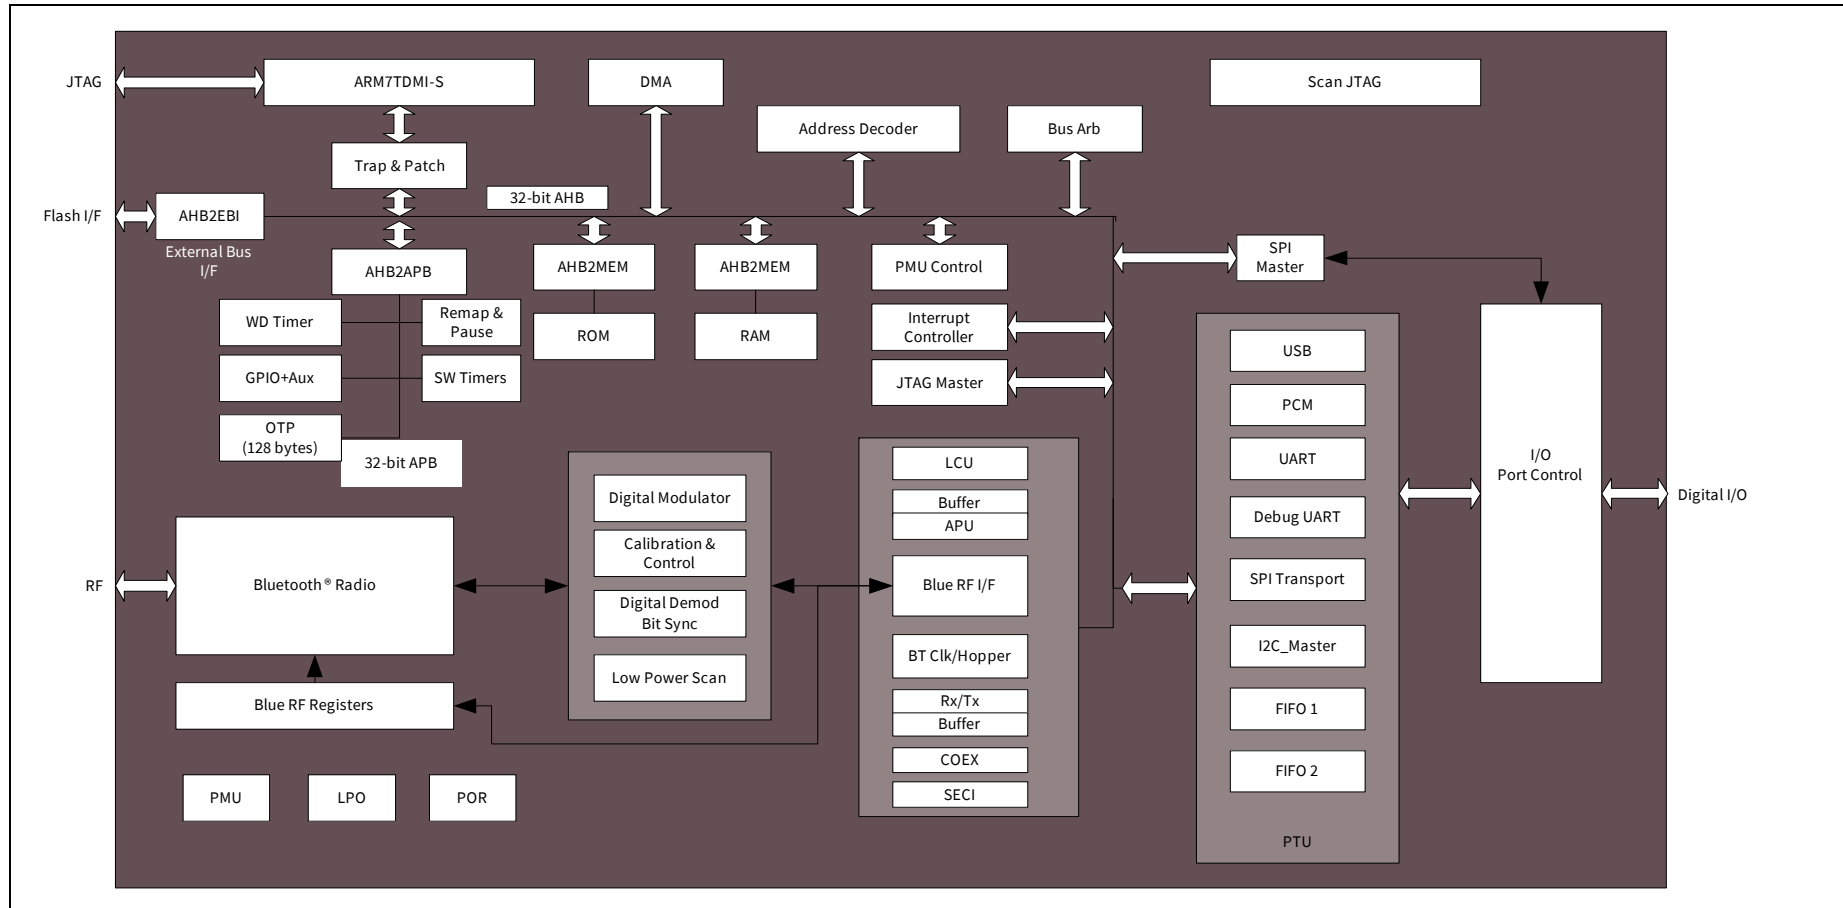 JTAG
ARM7TDMI-S
DMA
Scan JTAG
Address Decoder
Bus Arb
Trap & Patch
32-bit AHB
Flash I/F
AHB2EBI
External Bus
I/F
AHB2APB
AHB2MEM
AHB2MEM
PMU Control
SPI
Master
WD Timer
Remap &
Pause
ROM
RAM
Interrupt
Controller
GPIO+Aux
SW Timers
JTAG Master
OTP
(128 bytes)
32-bit APB
USB
PCM
UART
Debug UART
SPI Transport
I2C_Master
FIFO 1
FIFO 2
PTU
I/O
Port Control
Digital I/O
LCU
Buffer
APU
Blue RF I/F
BT Clk/Hopper
Rx/Tx
Buffer
COEX
SECI
Digital Modulator
Calibration &
Control
Digital Demod
Bit Sync
Low Power Scan
RF
Bluetooth® Radio
Blue RF Registers
PMU
LPO
POR